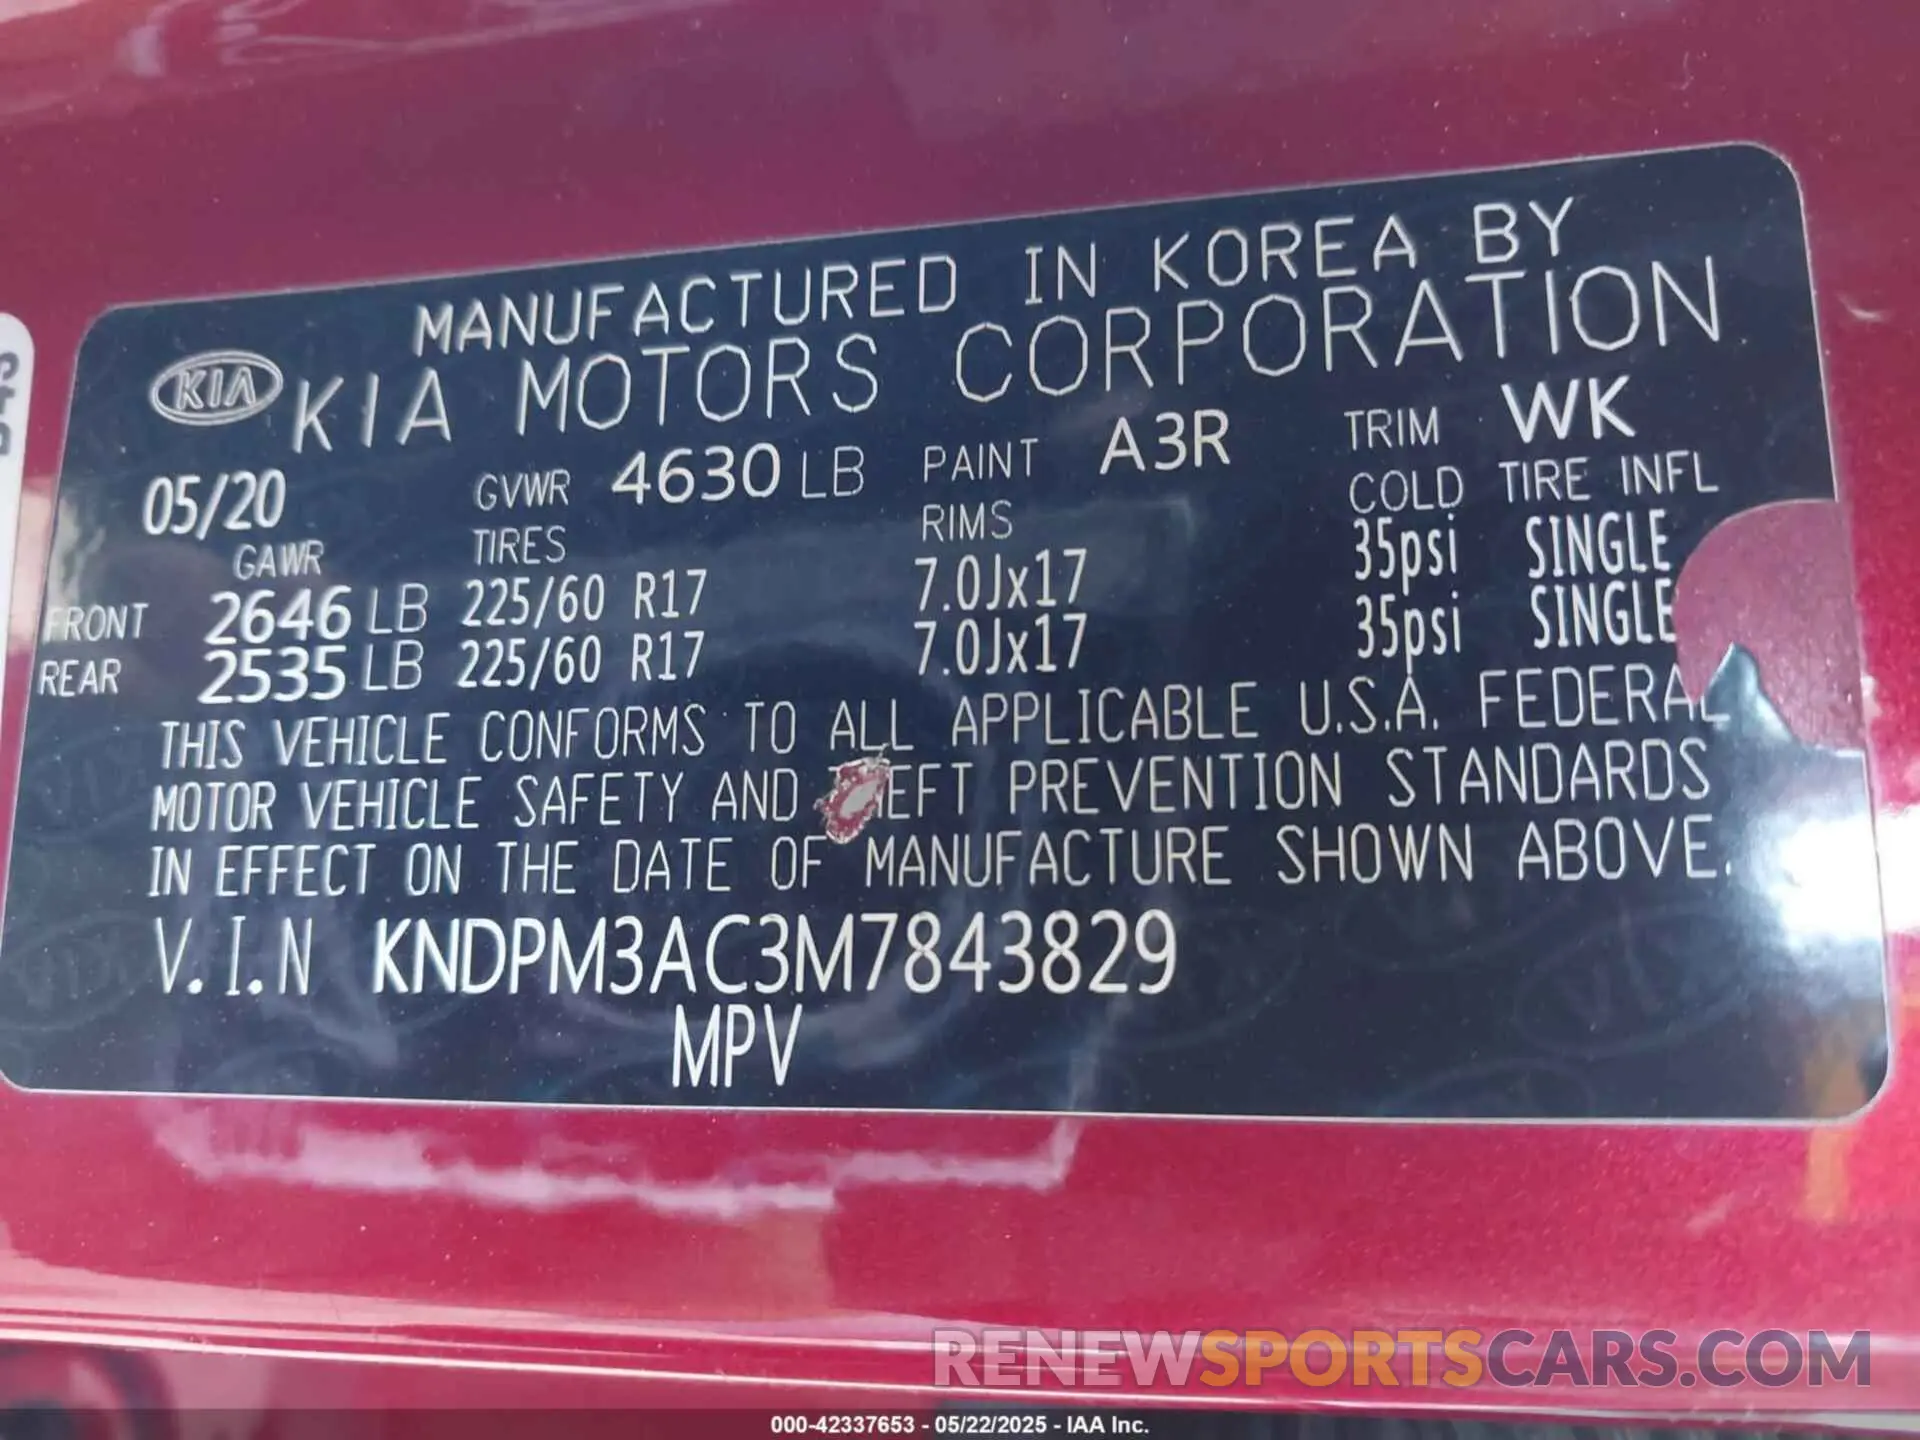 MANUFACTURED IN KOREA BY
KIA KIA MOTORS CORPORATION
05/20 GVWR 4630 LB PAINT A3R TRIM WK
GAWR TIRES RIMS COLD TIRE INFL
FRONT 2646 LB 225/60 R17 7.0Jx17 35psi SINGLE
REAR 2535 LB 225/60 R17 7.0Jx17 35psi SINGLE
THIS VEHICLE CONFORMS TO ALL APPLICABLE U.S.A. FEDERAL
MOTOR VEHICLE SAFETY AND THEFT PREVENTION STANDARDS
IN EFFECT ON THE DATE OF MANUFACTURE SHOWN ABOVE.
V.I.N KNDPM3AC3M7843829
MPV
RENEWSPORTSCARS.COM
000-42337653 - 05/22/2025 - IAA Inc.